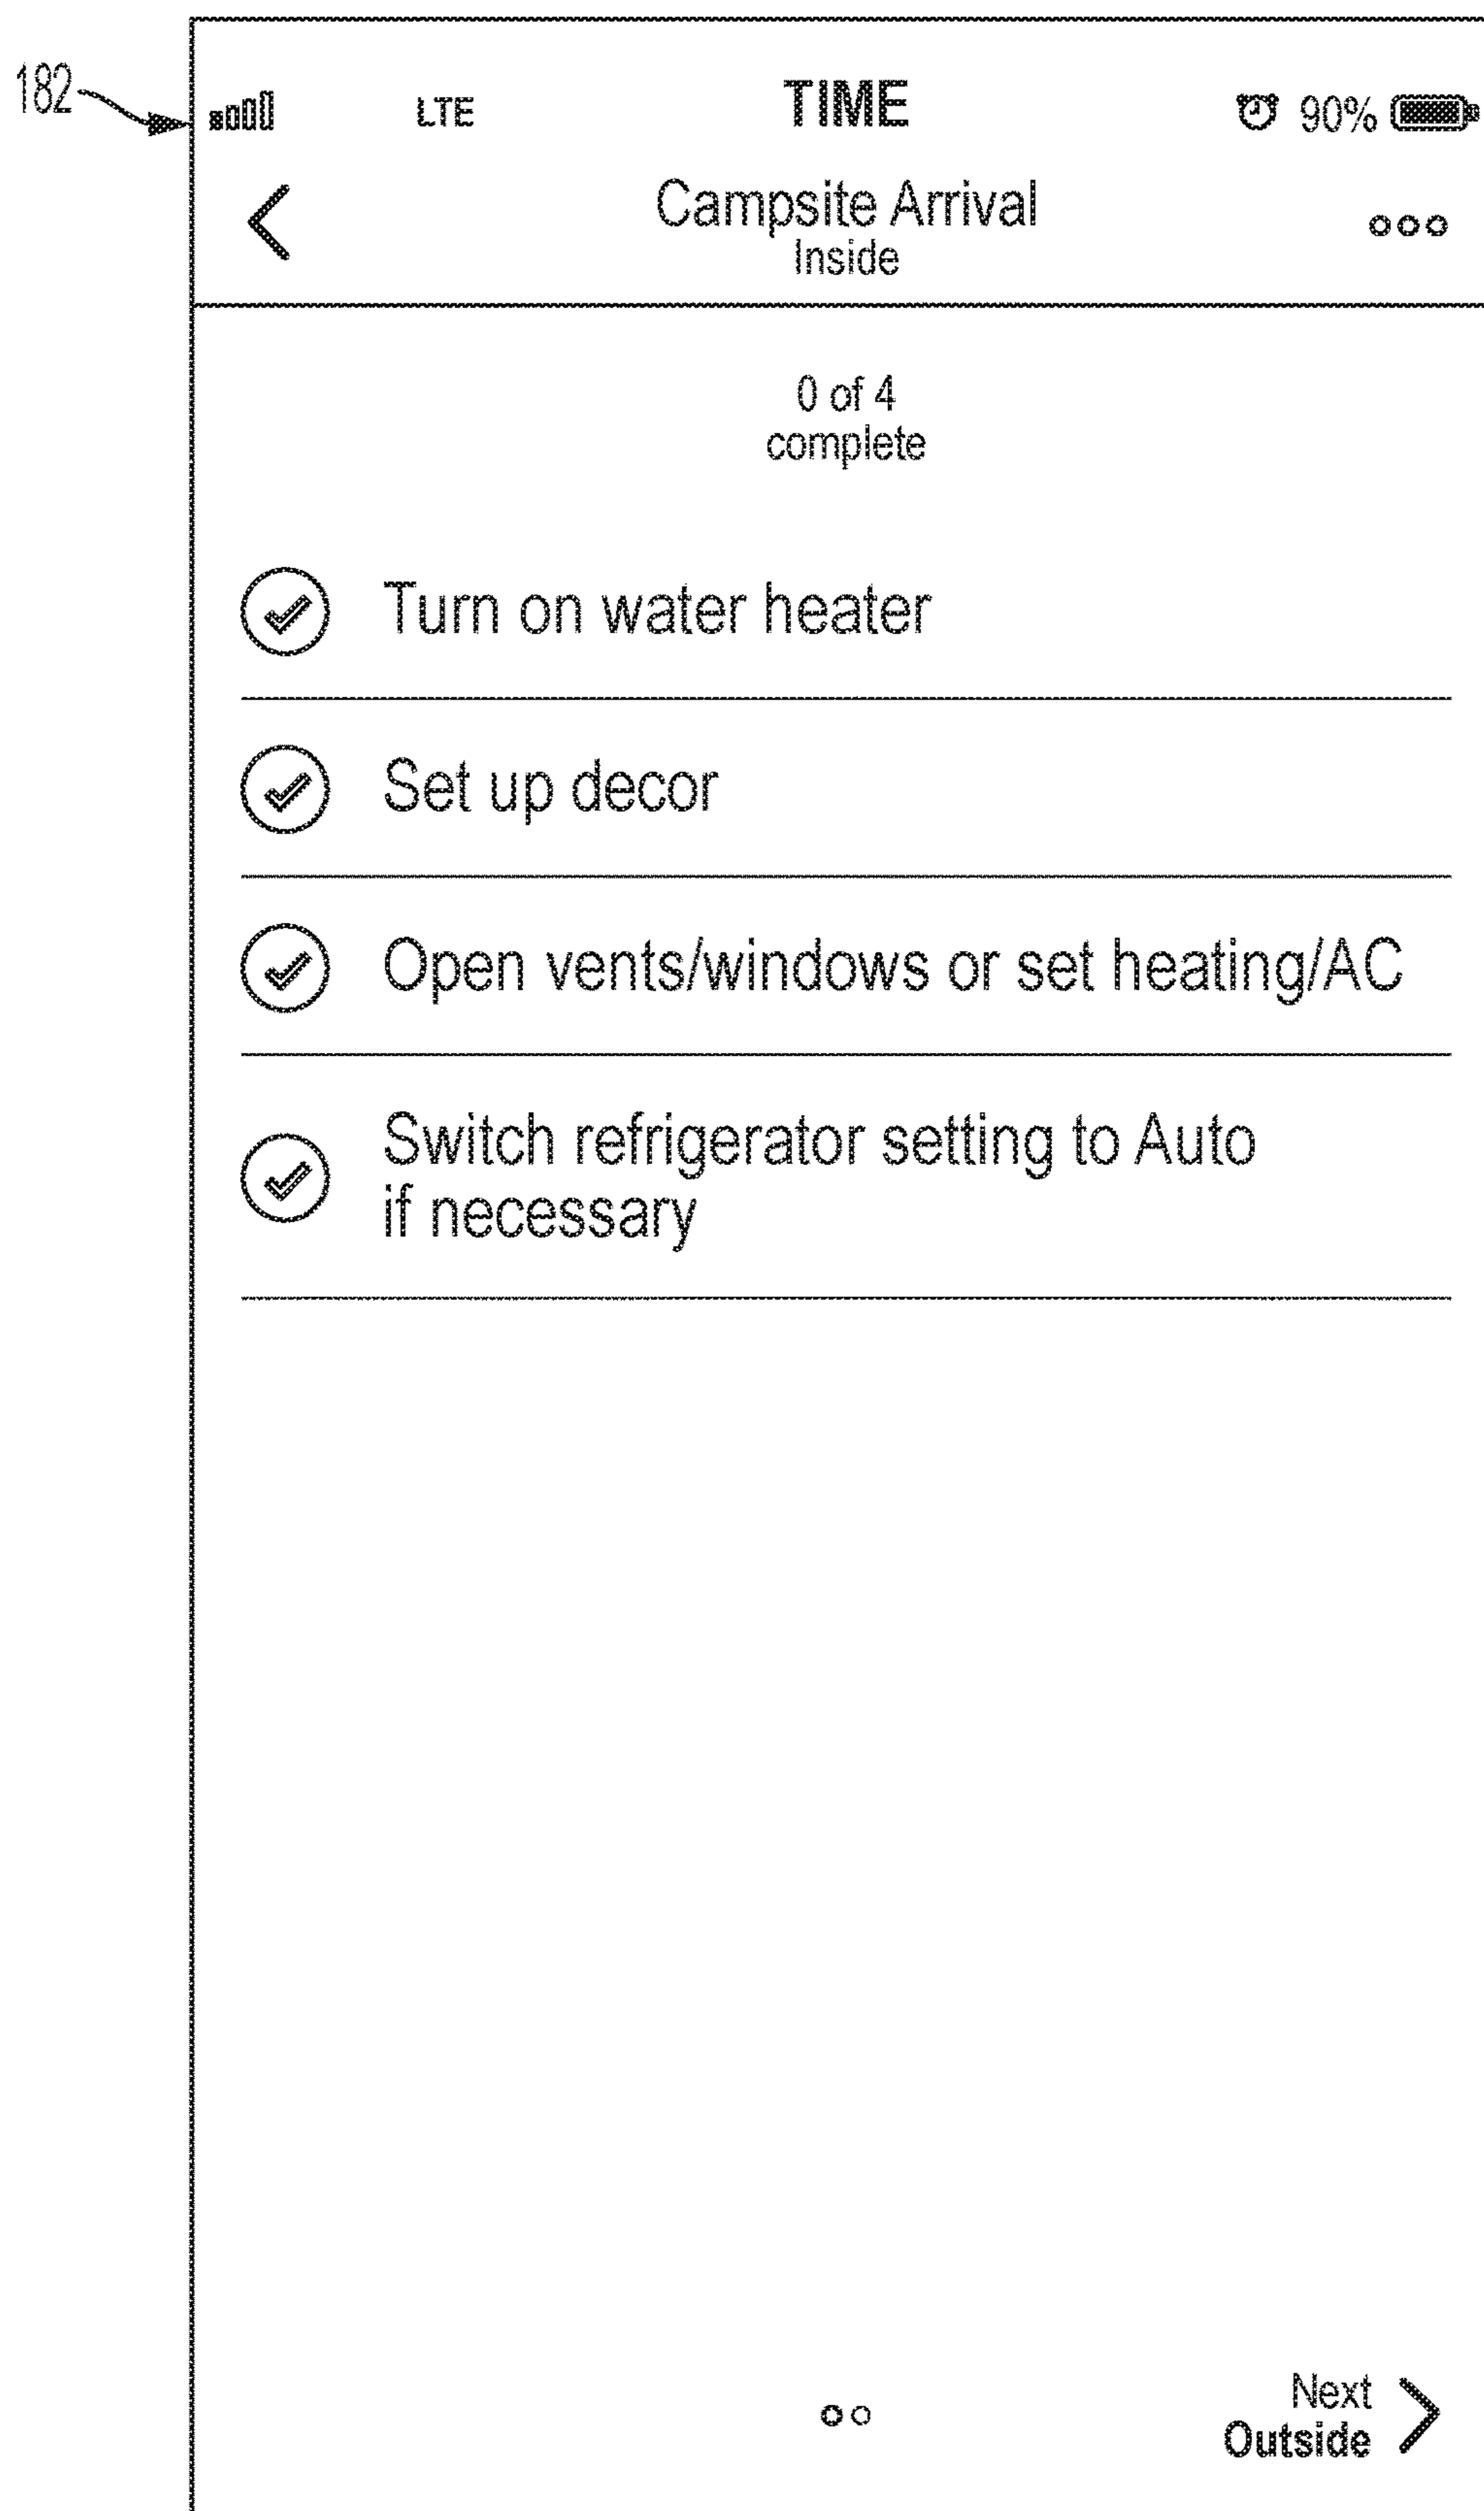 182
LTE TIME 90%
Campsite Arrival
Inside
0 of 4
complete
Turn on water heater
Set up decor
Open vents/windows or set heating/AC
Switch refrigerator setting to Auto
if necessary
Next
Outside